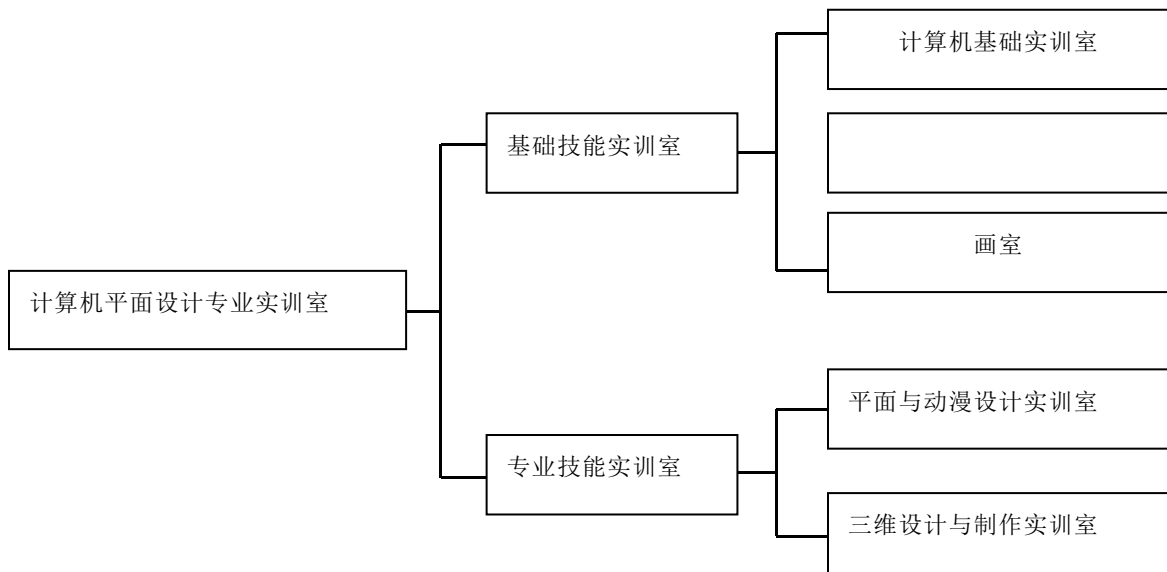 计算机平面设计专业实训室
基础技能实训室
计算机基础实训室
画室
专业技能实训室
平面与动漫设计实训室
三维设计与制作实训室